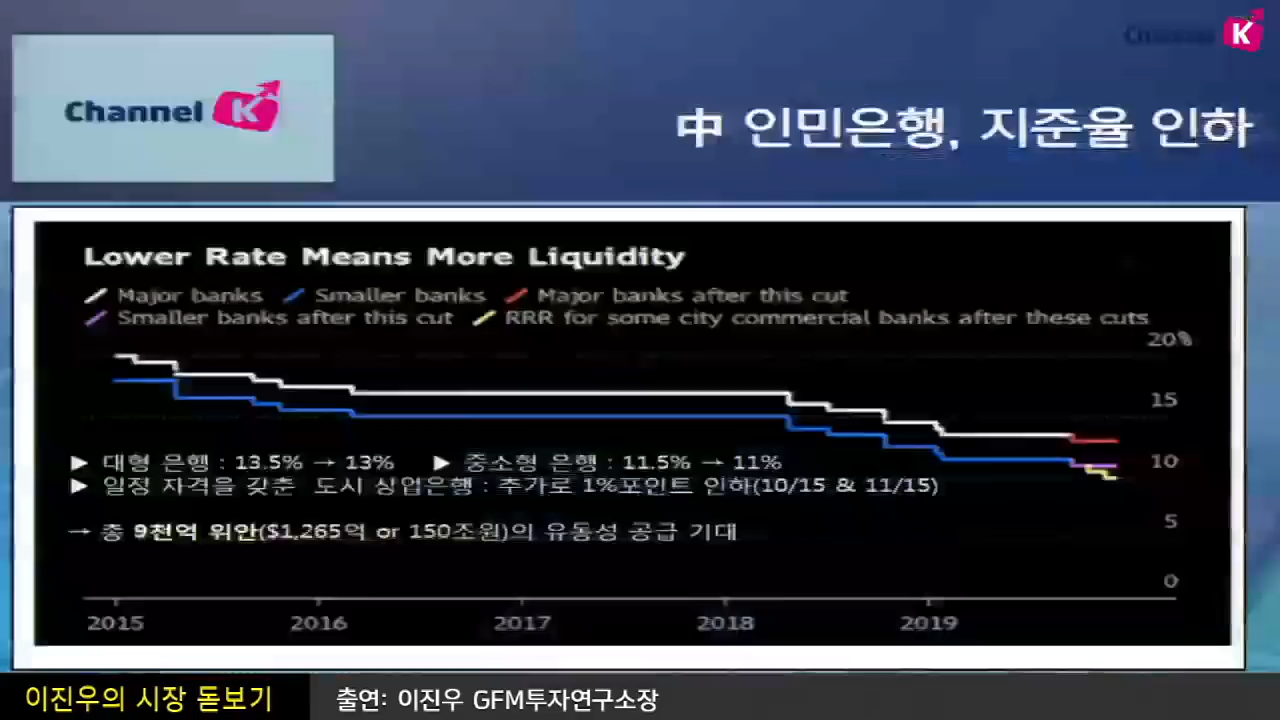 Channel K
Channel K
中 인민은행, 지준율 인하
Lower Rate Means More Liquidity
Major banks Smaller banks Major banks after this cut
Smaller banks after this cut RRR for some city commercial banks after these cuts
20%
15
▶ 대형 은행 : 13.5% → 13% ▶ 중소형 은행 : 11.5% → 11%
10
▶ 일정 자격을 갖춘 도시 상업은행 : 추가로 1%포인트 인하(10/15 & 11/15)
5
→ 총 9천억 위안($1,265억 or 150조원)의 유동성 공급 기대
0
2015 2016 2017 2018 2019
이진우의 시장 돋보기
출연: 이진우 GFM투자연구소장